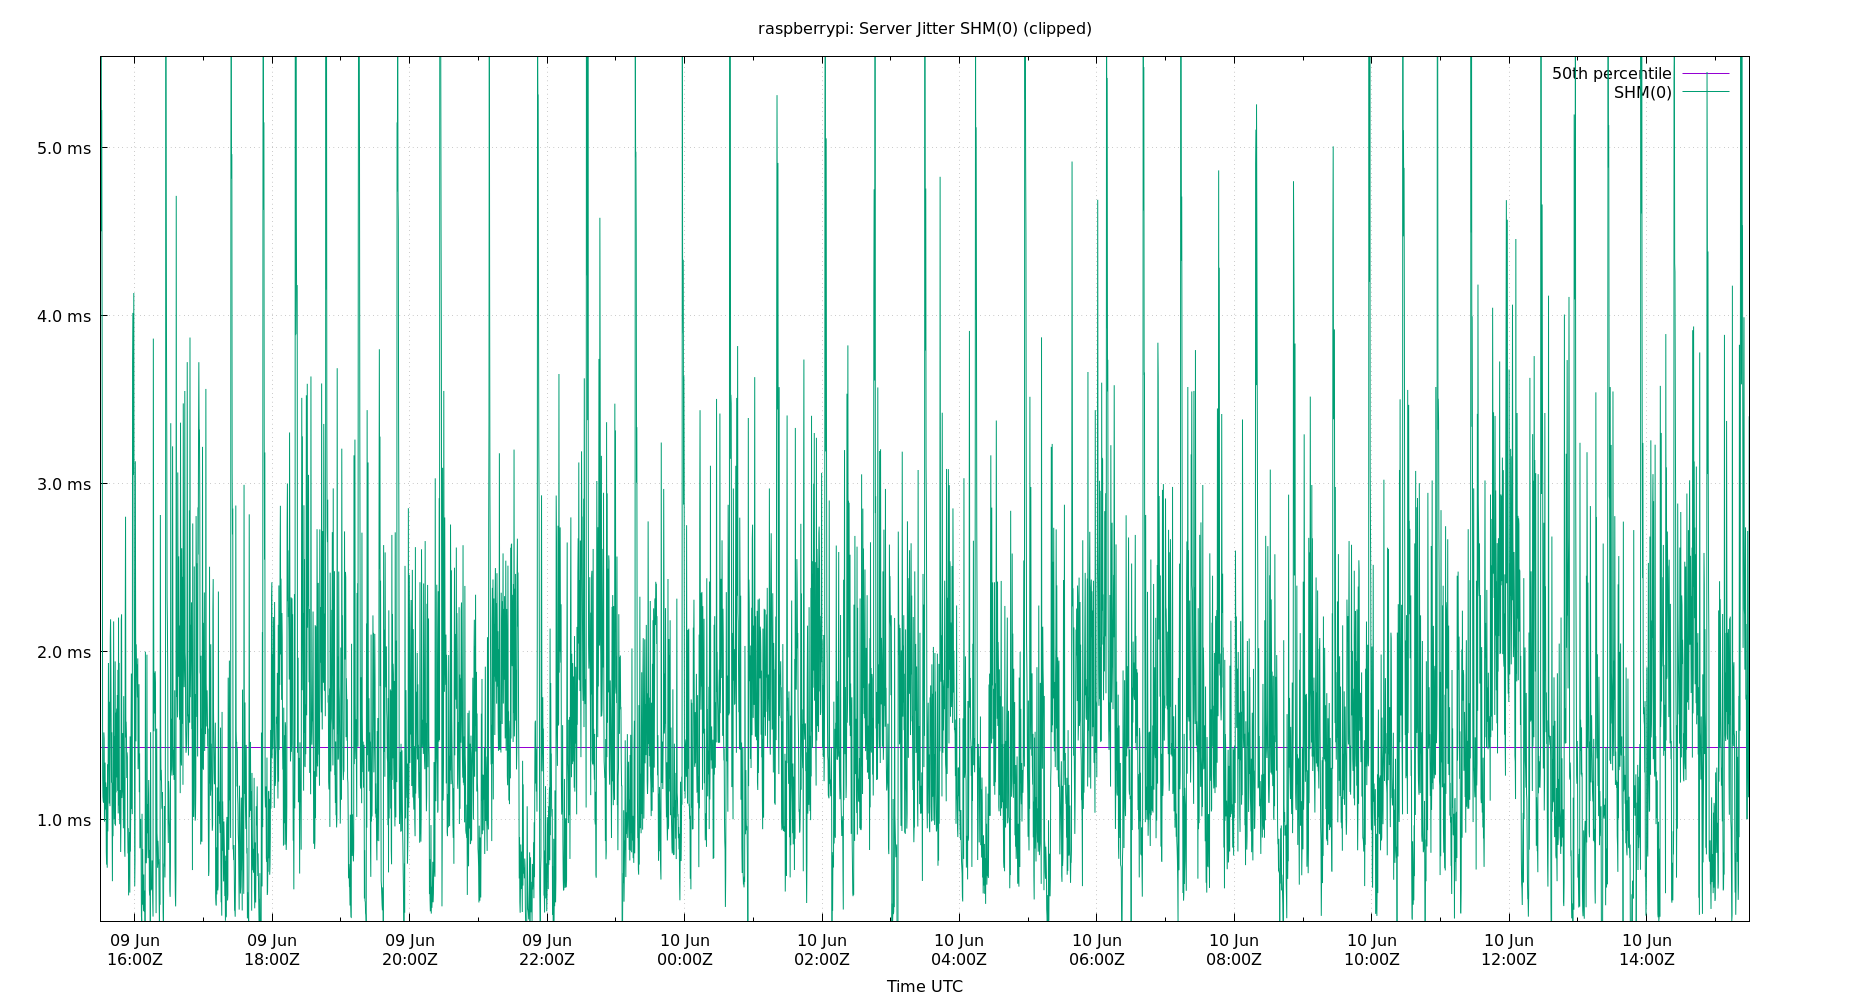 raspberrypi: Server Jitter SHM(0) (clipped)
50th percentile
SHM(0)
5.0 ms
4.0 ms
3.0 ms
2.0 ms
1.0 ms
09 Jun 09 Jun 09 Jun 09 Jun 10 Jun 10 Jun 10 Jun 10 Jun 10 Jun 10 Jun 10 Jun 10 Jun
16:00Z 18:00Z 20:00Z 22:00Z 00:00Z 02:00Z 04:00Z 06:00Z 08:00Z 10:00Z 12:00Z 14:00Z
Time UTC